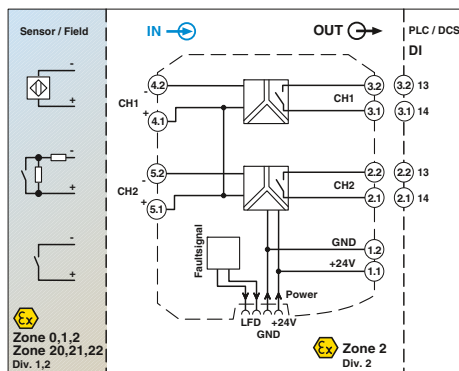 Sensor / Field
IN
OUT
PLC / DCS
DI
-
+
4.2
-
CH1
+
4.1
3.2
CH1
3.1
3.2 13
3.1 14
-
+
5.2
-
CH2
+
5.1
2.2
CH2
2.1
2.2 13
2.1 14
-
+
Faultsignal
GND
1.2
+24V
1.1
Power
LFD
+24V
GND
Ex
Zone 0,1,2
Zone 20,21,22
Div. 1,2
Ex
Zone 2
Div. 2